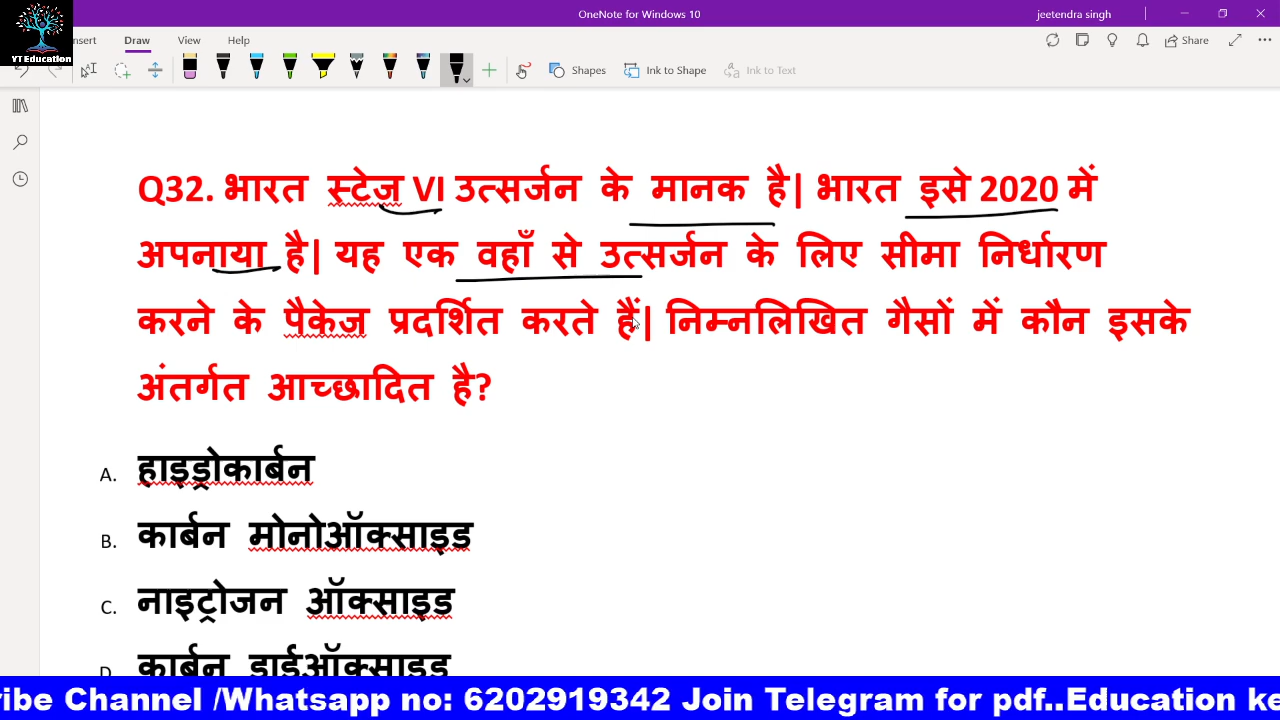 OneNote for Windows 10
jeetendra singh
YT Education
nsert Draw View Help
Share
Shapes
Ink to Shape
Ink to Text
Q32. भारत स्टेज VI उत्सर्जन के मानक है| भारत इसे 2020 में
अपनाया है| यह एक वहाँ से उत्सर्जन के लिए सीमा निर्धारण
करने के पैकेज प्रदर्शित करते हैं| निम्नलिखित गैसों में कौन इसके
अंतर्गत आच्छादित है?
A. हाइड्रोकार्बन
B. कार्बन मोनोऑक्साइड
C. नाइट्रोजन ऑक्साइड
D. कार्बन डाईऑक्साइड
ribe Channel /Whatsapp no: 6202919342 Join Telegram for pdf..Education ke